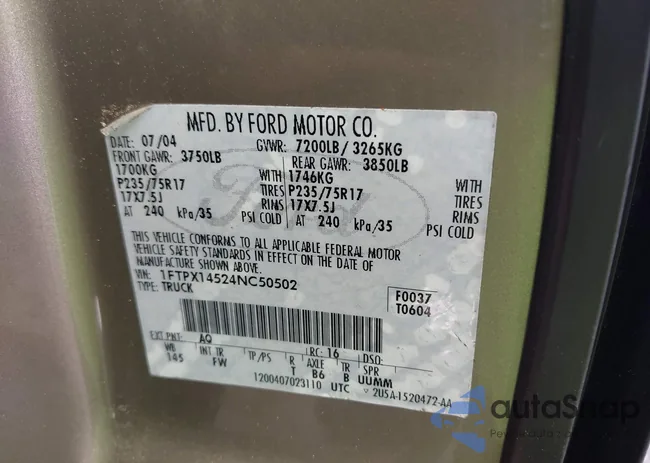 MFD. BY FORD MOTOR CO.
DATE: 07/04 GVWR: 7200LB/ 3265KG
FRONT GAWR: 3750LB REAR GAWR: 3850LB
1700KG WITH 1746KG WITH
P235/75R17 TIRES P235/75R17 TIRES
17X7.5J RIMS 17X7.5J RIMS
AT 240 kPa/35 PSI COLD AT 240 kPa/35 PSI COLD
THIS VEHICLE CONFORMS TO ALL APPLICABLE FEDERAL MOTOR
VEHICLE SAFETY STANDARDS IN EFFECT ON THE DATE OF
MANUFACTURE SHOWN ABOVE.
VIN: 1FTPX14524NC50502
TYPE: TRUCK
F0037
T0604
EXT PNT: AQ RC: 16 DSO:
WB INT TR TP/PS R AXLE TR SPR
145 FW T B6 B UUMM
1200407023110 UTC 2U5A-1520472-AA
Ford
autoSnap